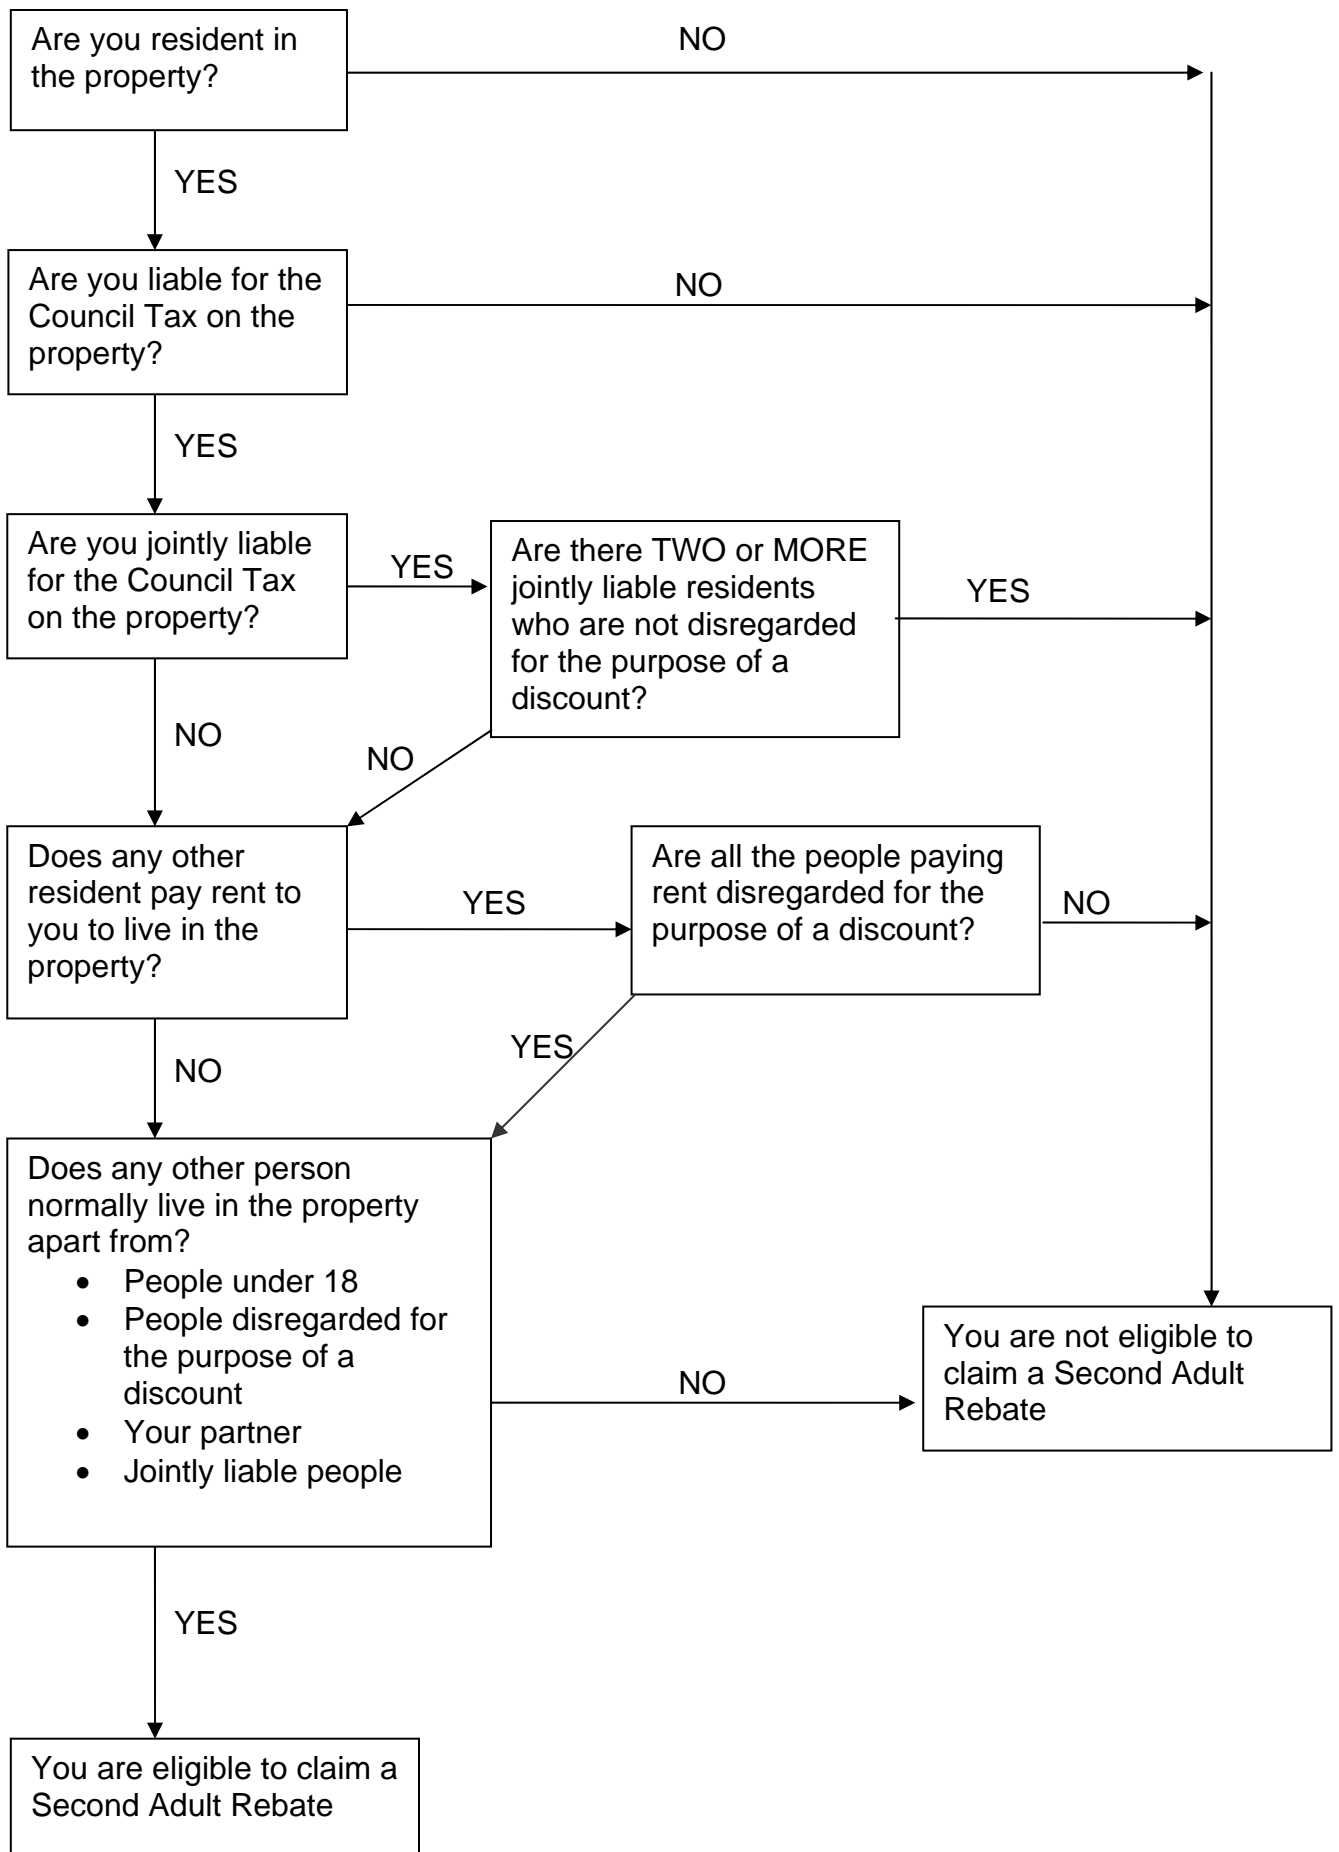 Are you resident in
the property?
NO
YES
Are you liable for the
Council Tax on the
property?
NO
YES
Are you jointly liable
for the Council Tax
on the property?
YES
Are there TWO or MORE
jointly liable residents
who are not disregarded
for the purpose of a
discount?
YES
NO
NO
Does any other
resident pay rent to
you to live in the
property?
YES
Are all the people paying
rent disregarded for the
purpose of a discount?
NO
YES
NO
Does any other person
normally live in the property
apart from?
• People under 18
• People disregarded for
the purpose of a
discount
• Your partner
• Jointly liable people
NO
You are not eligible to
claim a Second Adult
Rebate
YES
You are eligible to claim a
Second Adult Rebate